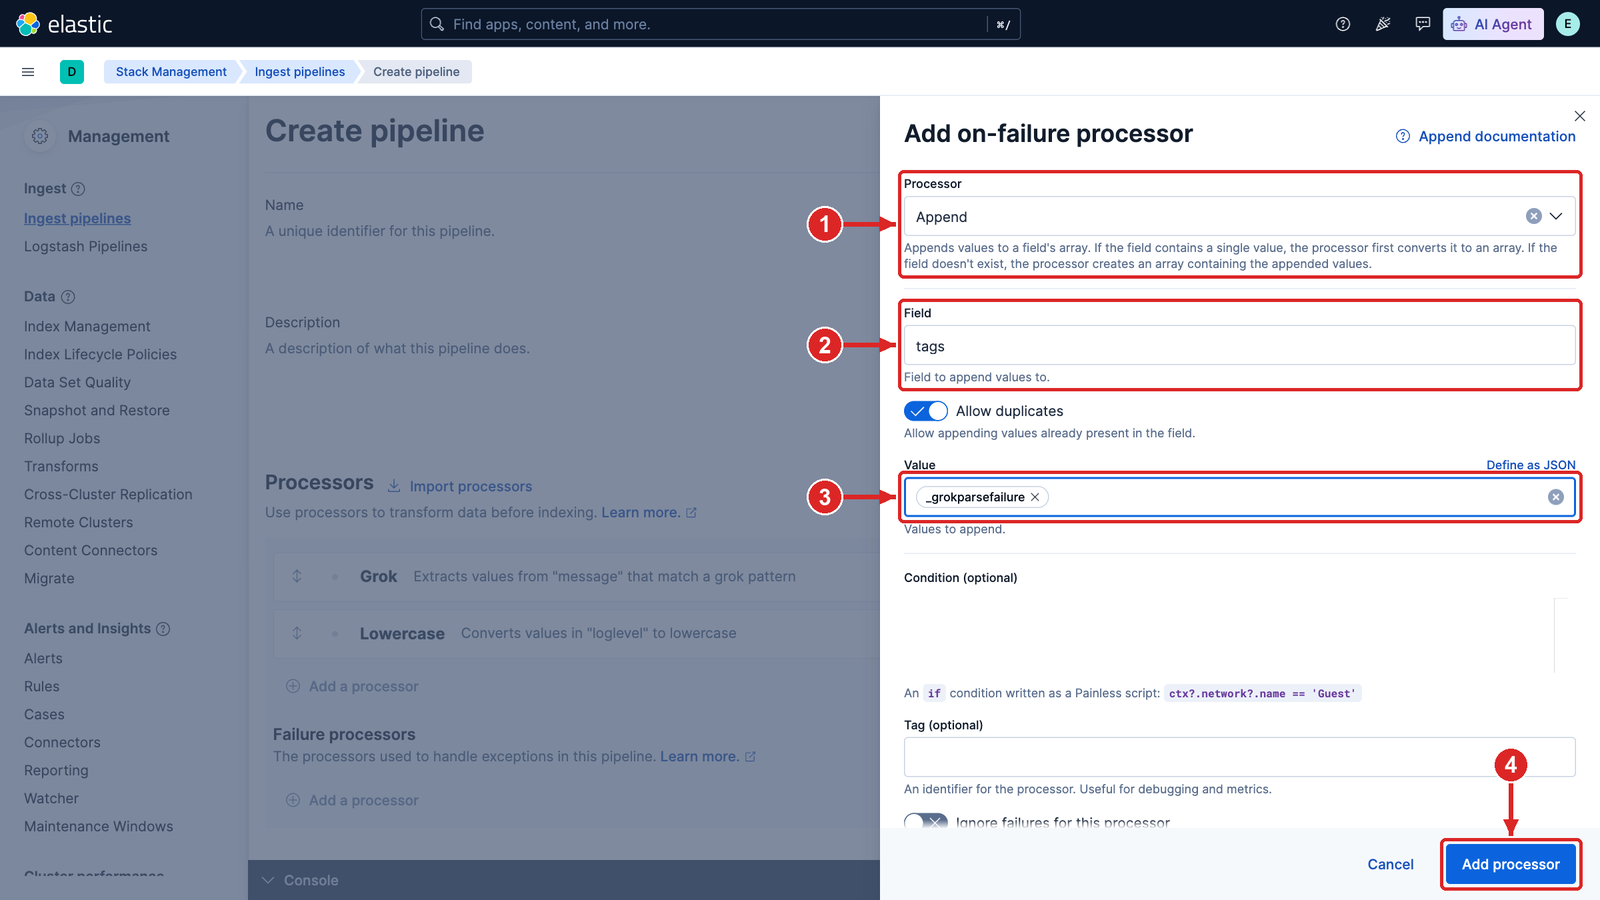 elastic
Find apps, content, and more.
⌘/
AI Agent
E
D
Stack Management
Ingest pipelines
Create pipeline
Management
Ingest
Ingest pipelines
Logstash Pipelines
Data
Index Management
Index Lifecycle Policies
Data Set Quality
Snapshot and Restore
Rollup Jobs
Transforms
Cross-Cluster Replication
Remote Clusters
Content Connectors
Migrate
Alerts and Insights
Alerts
Rules
Cases
Connectors
Reporting
Watcher
Maintenance Windows
Cluster performance
Create pipeline
Name
A unique identifier for this pipeline.
Description
A description of what this pipeline does.
Processors
Import processors
Use processors to transform data before indexing. Learn more.
Grok Extracts values from "message" that match a grok pattern
Lowercase Converts values in "loglevel" to lowercase
Add a processor
Failure processors
The processors used to handle exceptions in this pipeline. Learn more.
Add a processor
Console
Add on-failure processor
Append documentation
1
Processor
Append
Appends values to a field's array. If the field contains a single value, the processor first converts it to an array. If the
field doesn't exist, the processor creates an array containing the appended values.
2
Field
tags
Field to append values to.
Allow duplicates
Allow appending values already present in the field.
Value
Define as JSON
3
_grokparsefailure
Values to append.
Condition (optional)
An if condition written as a Painless script: ctx?.network?.name == 'Guest'
Tag (optional)
4
An identifier for the processor. Useful for debugging and metrics.
Ignore failures for this processor
Cancel
Add processor